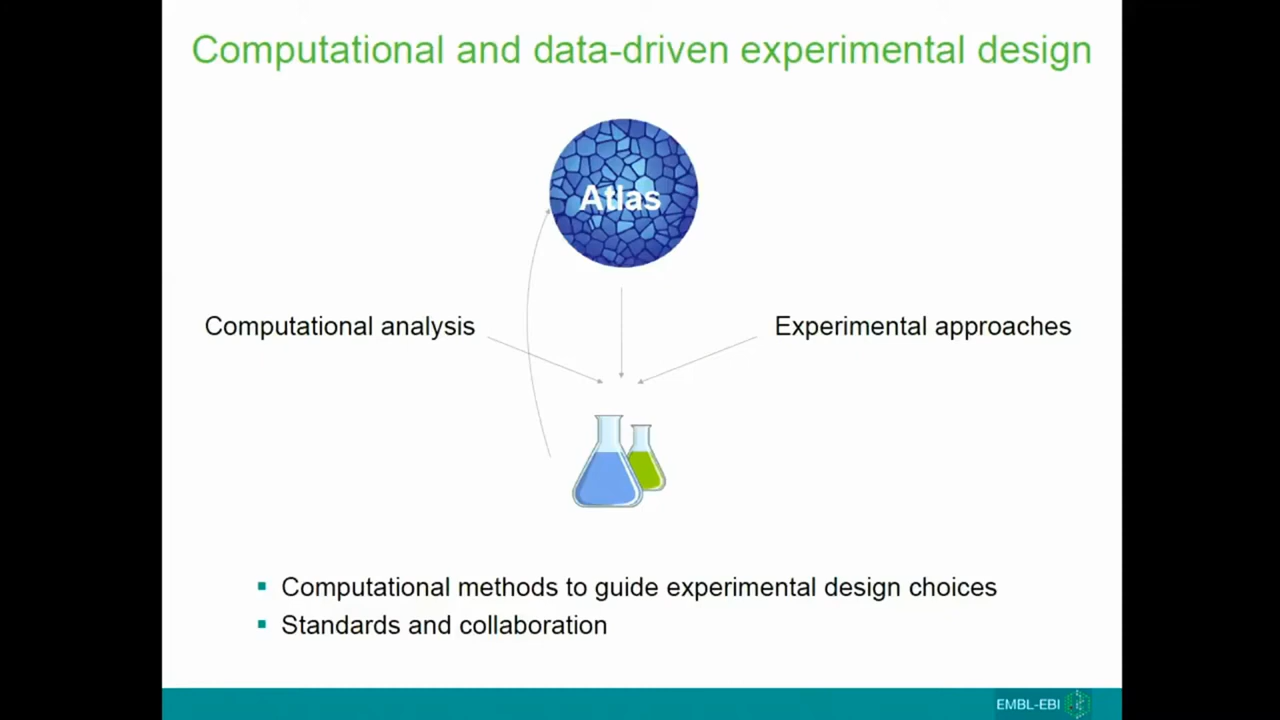 Computational and data-driven experimental design
Atlas
Computational analysis
Experimental approaches
Computational methods to guide experimental design choices
Standards and collaboration
EMBL-EBI